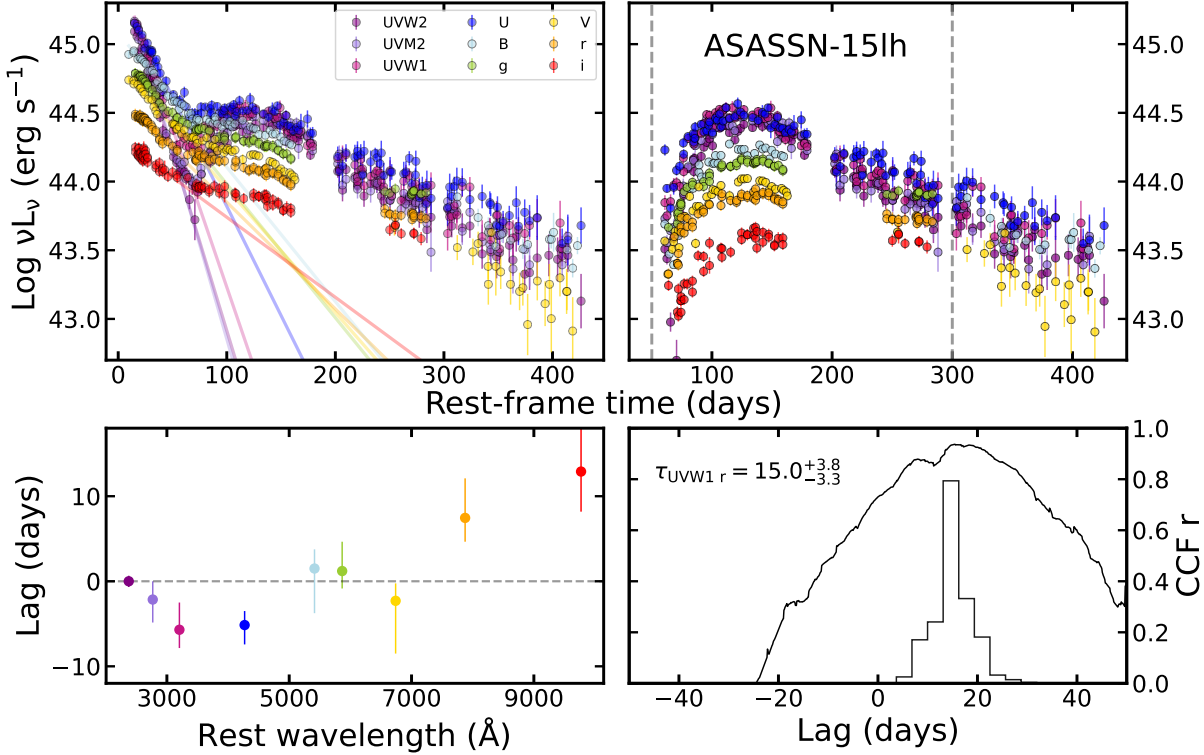 UVW2 U V
UVM2 B r
UVW1 g i
ASASSN-15lh
45.0
44.5
44.0
43.5
43.0
Log νLν (erg s−1)
45.0
44.5
44.0
43.5
43.0
0 100 200 300 400
100 200 300 400
Rest-frame time (days)
10
0
−10
Lag (days)
3000 5000 7000 9000
Rest wavelength (Å)
τUVW1 r = 15.0+3.8−3.3
1.0
0.8
0.6
0.4
0.2
0.0
CCF r
−40 −20 0 20 40
Lag (days)